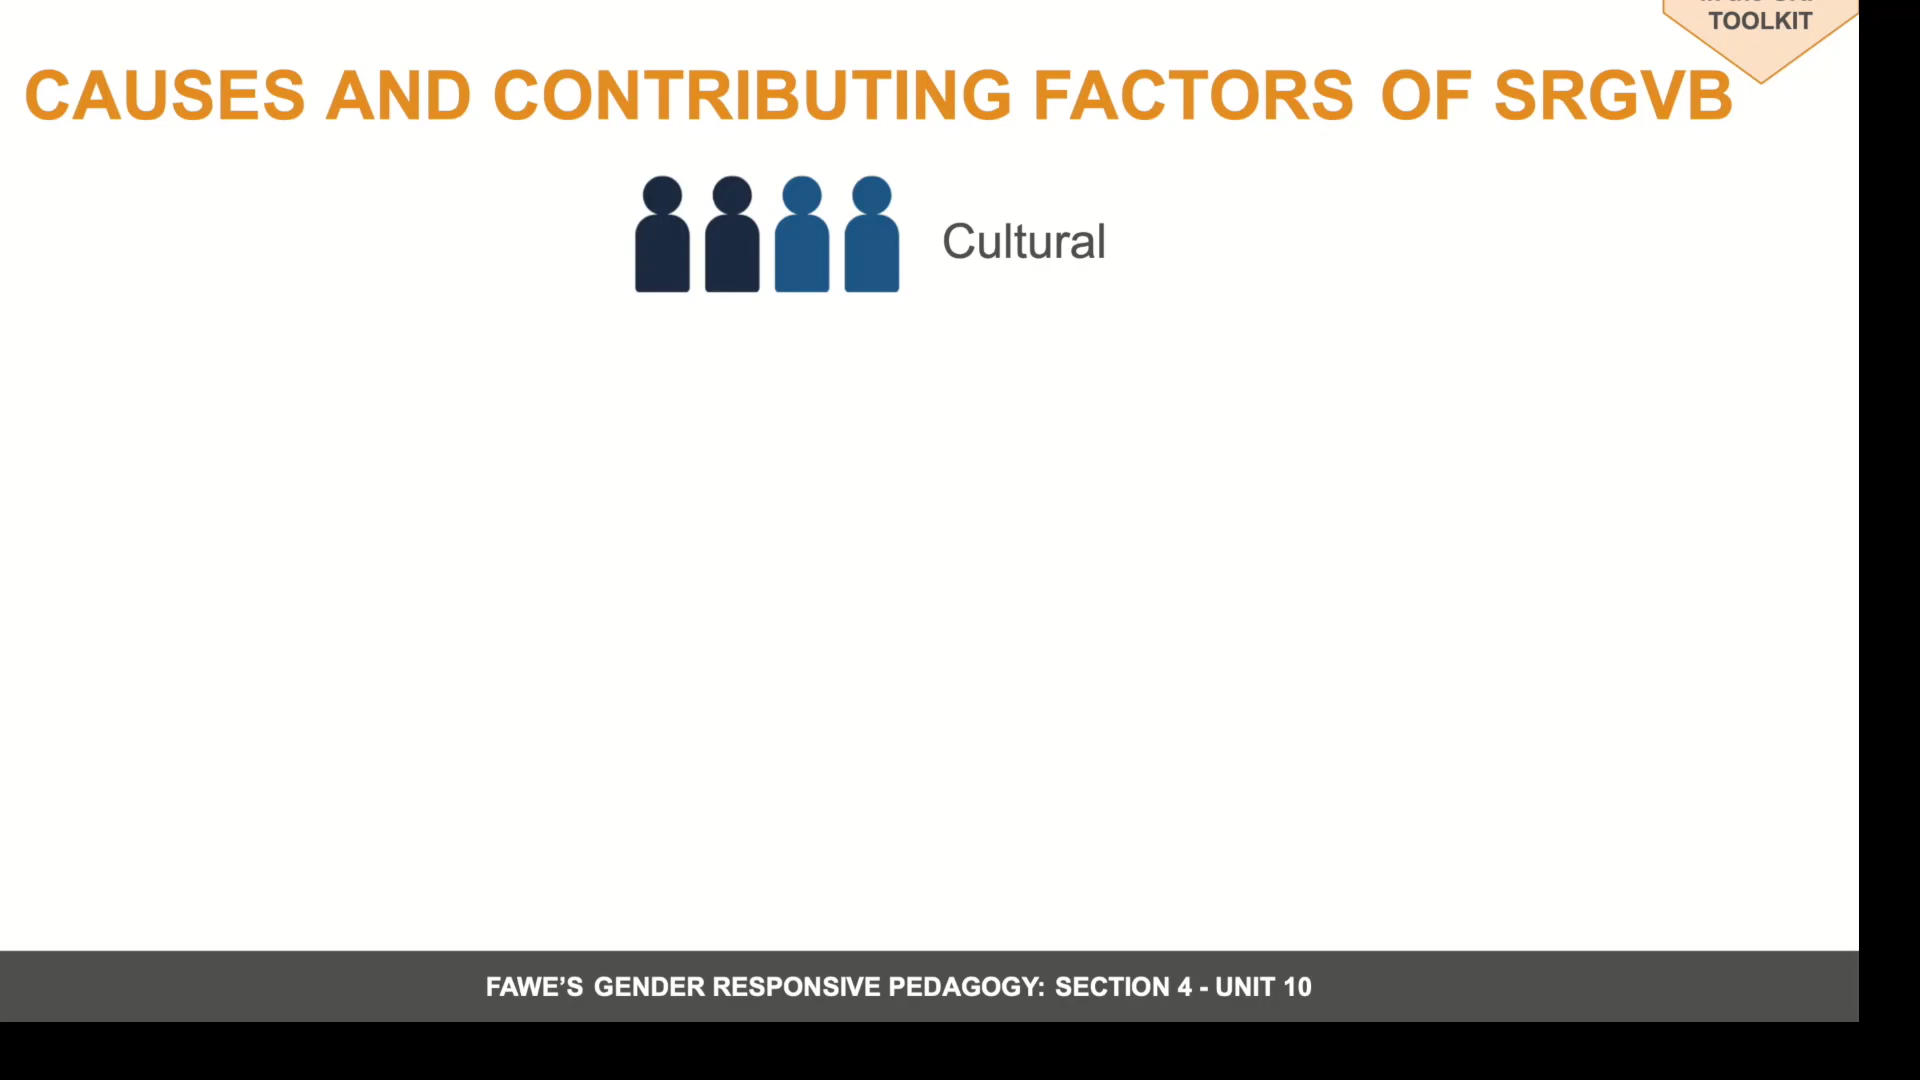 TOOLKIT
CAUSES AND CONTRIBUTING FACTORS OF SRGVB
Cultural
FAWE’S GENDER RESPONSIVE PEDAGOGY: SECTION 4 - UNIT 10